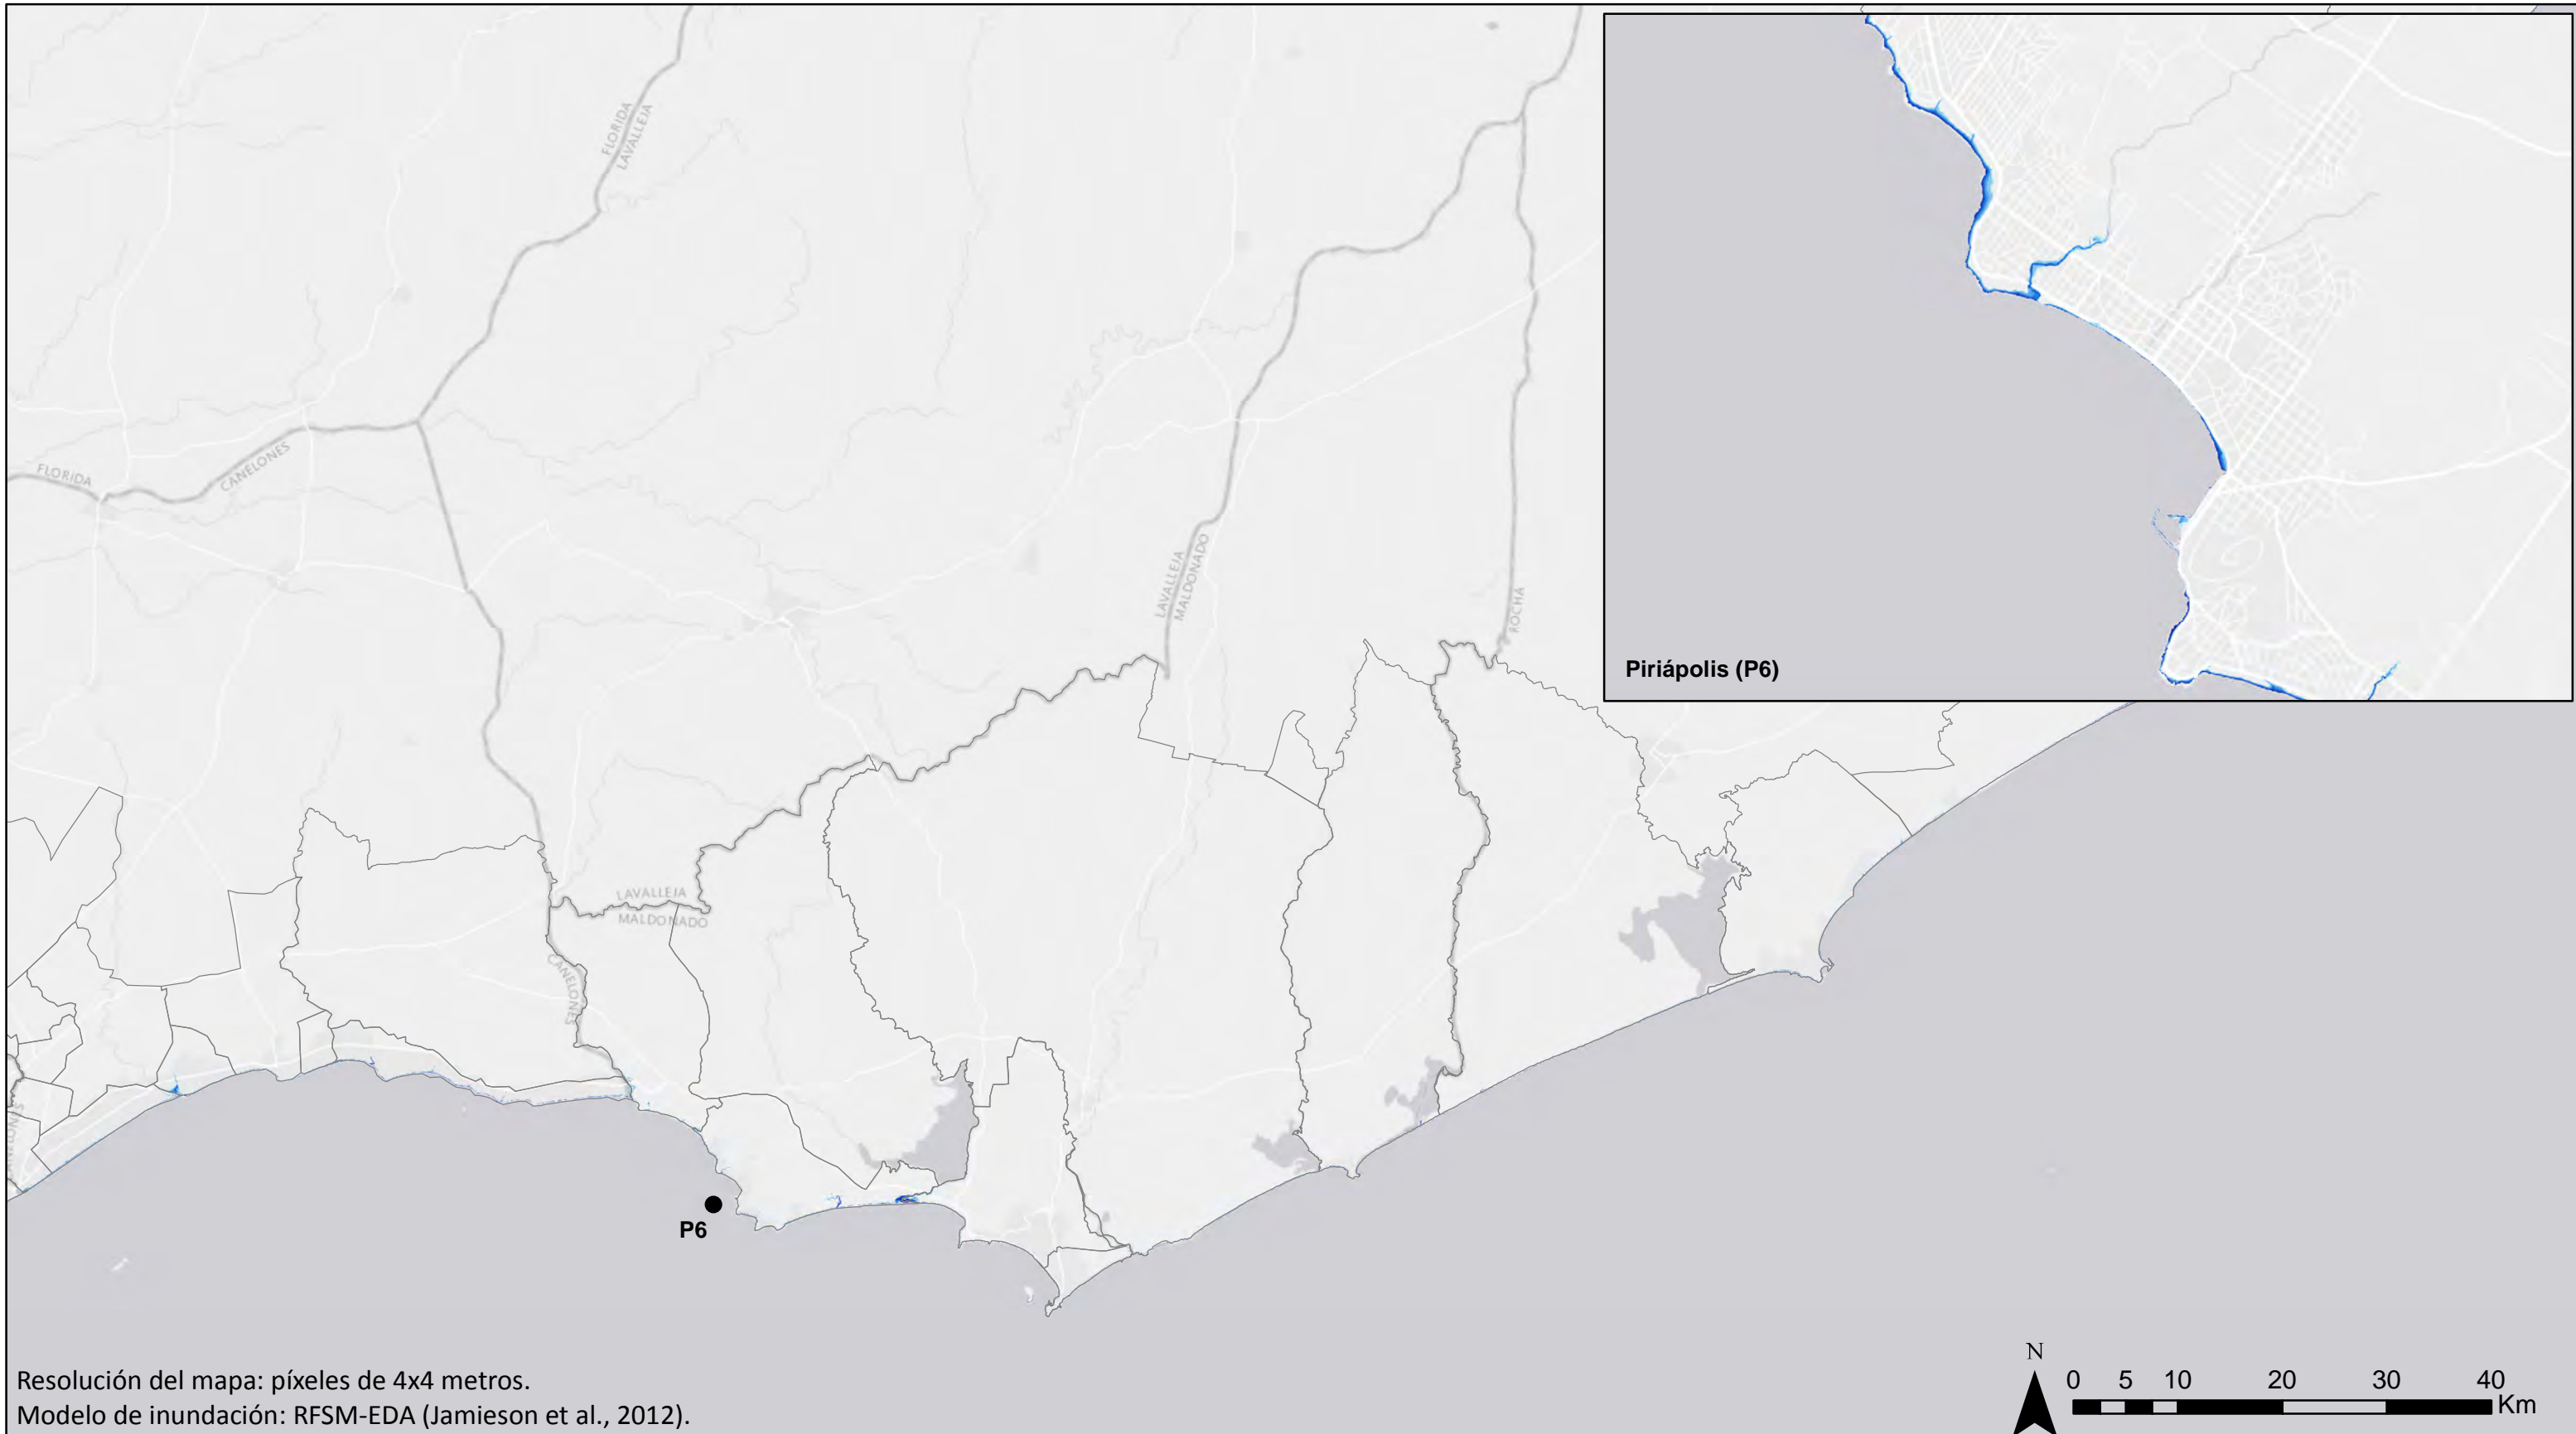 FLORIDA
LAVALLEJA
FLORIDA
CANELONES
LAVALLEJA
MALDONADO
ROCHA
Piriápolis (P6)
LAVALLEJA
MALDONADO
CANELONES
P6
Resolución del mapa: píxeles de 4x4 metros.
Modelo de inundación: RFSM-EDA (Jamieson et al., 2012).
N
0 5 10 20 30 40
Km